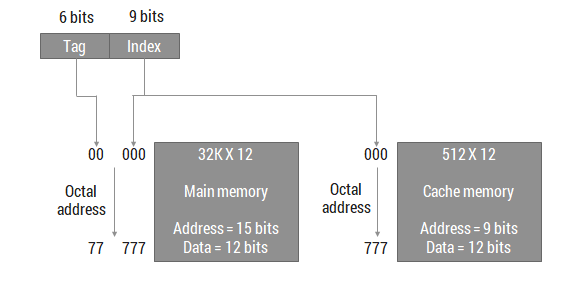 6 bits 9 bits
Tag Index
00 000 32K X 12 000 512 X 12
Octal address Main memory Octal address Cache memory
Address = 15 bits Address = 9 bits
77 777 Data = 12 bits 777 Data = 12 bits